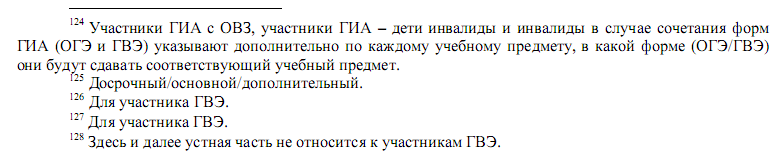 124 Участники ГИА с ОВЗ, участники ГИА – дети инвалиды и инвалиды в случае сочетания форм
ГИА (ОГЭ и ГВЭ) указывают дополнительно по каждому учебному предмету, в какой форме (ОГЭ/ГВЭ)
они будут сдавать соответствующий учебный предмет.
125 Досрочный/основной/дополнительный.
126 Для участника ГВЭ.
127 Для участника ГВЭ.
128 Здесь и далее устная часть не относится к участникам ГВЭ.